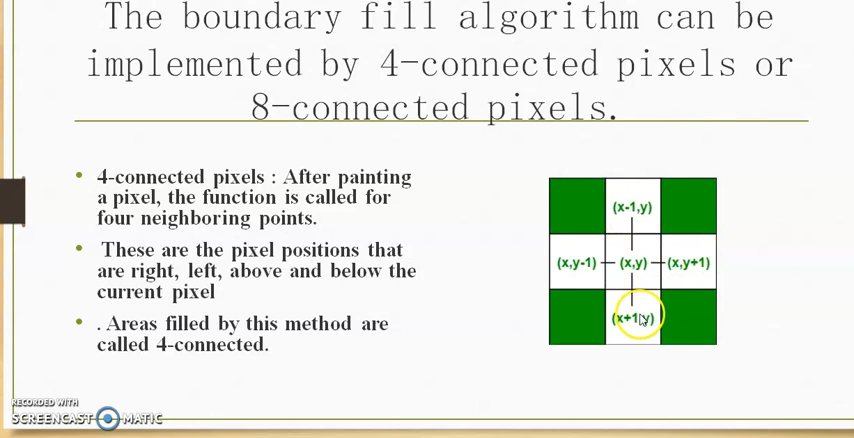 The boundary fill algorithm can be
implemented by 4-connected pixels or
8-connected pixels.
• 4-connected pixels : After painting
a pixel, the function is called for
four neighboring points.
• These are the pixel positions that
are right, left, above and below the
current pixel
• . Areas filled by this method are
called 4-connected.
(x-1,y)
(x,y-1) (x,y) (x,y+1)
(x+1,y)
RECORDED WITH
SCREENCAST MATIC